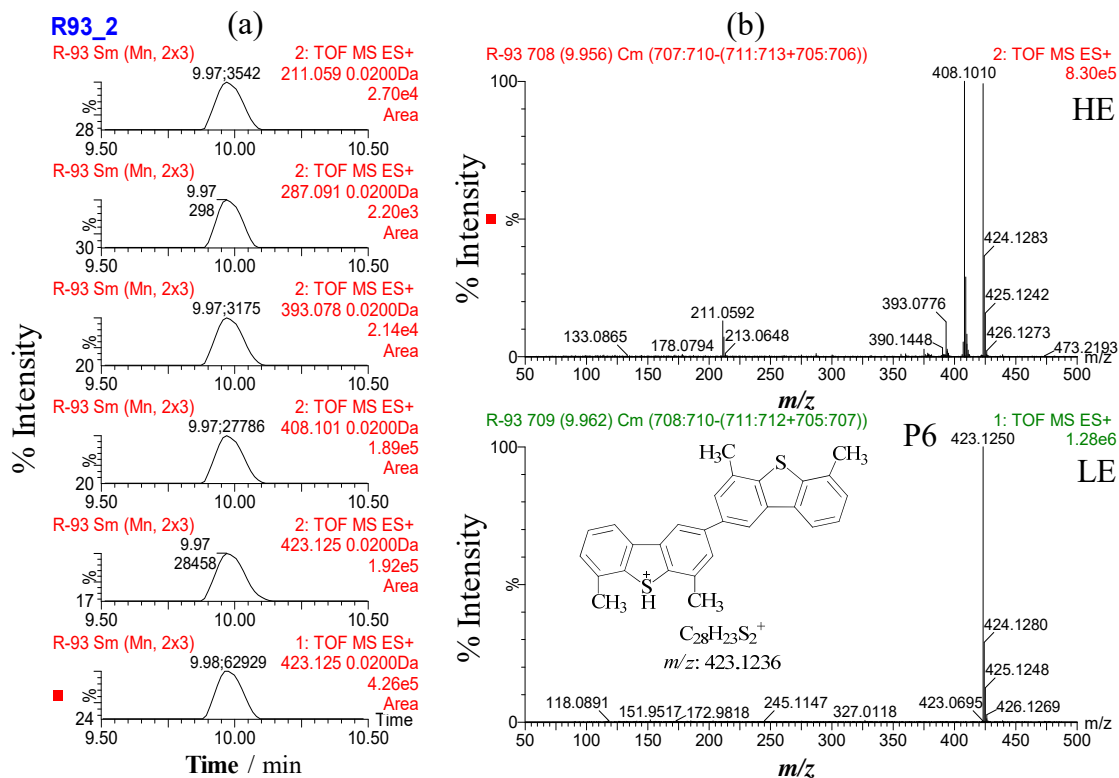 R93_2
(a)
R-93 Sm (Mn, 2x3)
2: TOF MS ES+
211.059 0.0200Da
2.70e4
Area
9.97;3542
%
28
9.50
10.00
10.50
R-93 Sm (Mn, 2x3)
2: TOF MS ES+
287.091 0.0200Da
2.20e3
Area
9.97
298
%
30
9.50
10.00
10.50
R-93 Sm (Mn, 2x3)
2: TOF MS ES+
393.078 0.0200Da
2.14e4
Area
9.97;3175
%
20
9.50
10.00
10.50
R-93 Sm (Mn, 2x3)
2: TOF MS ES+
408.101 0.0200Da
1.89e5
Area
9.97;27786
%
20
9.50
10.00
10.50
R-93 Sm (Mn, 2x3)
2: TOF MS ES+
423.125 0.0200Da
1.92e5
Area
9.97
28458
%
17
9.50
10.00
10.50
R-93 Sm (Mn, 2x3)
1: TOF MS ES+
423.125 0.0200Da
4.26e5
Area
9.98;62929
%
24
Time
9.50
10.00
10.50
% Intensity
Time / min
(b)
R-93 708 (9.956) Cm (707:710-(711:713+705:706))
2: TOF MS ES+
8.30e5
HE
100
%
0
% Intensity
408.1010
424.1283
425.1242
426.1273
473.2193
393.0776
390.1448
211.0592
213.0648
178.0794
133.0865
m/z
50 100 150 200 250 300 350 400 450 500
m/z
R-93 709 (9.962) Cm (708:710-(711:712+705:707))
1: TOF MS ES+
1.28e6
P6
LE
100
%
0
% Intensity
423.1250
424.1280
425.1248
426.1269
423.0695
327.0118
245.1147
172.9818
151.9517
118.0891
H3C
S
CH3
S
+
H
CH3
CH3
C28H23S2+
m/z: 423.1236
m/z
50 100 150 200 250 300 350 400 450 500
m/z